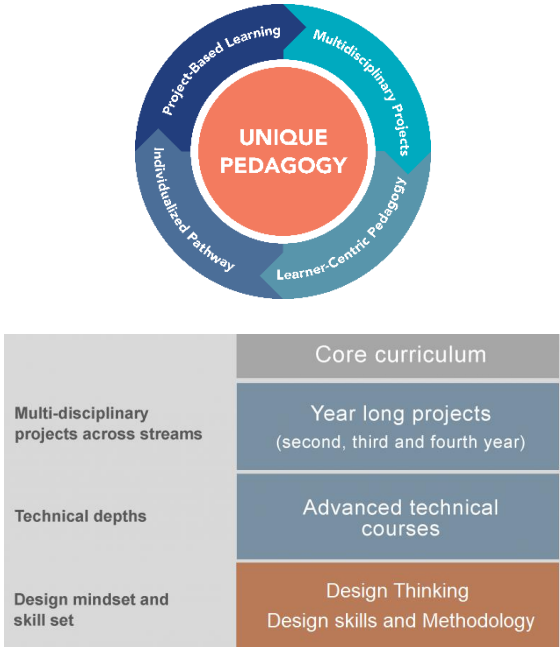 Project-Based Learning
Multidisciplinary Projects
UNIQUE
PEDAGOGY
Individualized Pathway
Learner-Centric Pedagogy
Core curriculum
Multi-disciplinary
projects across streams
Year long projects
(second, third and fourth year)
Technical depths
Advanced technical
courses
Design mindset and
skill set
Design Thinking
Design skills and Methodology